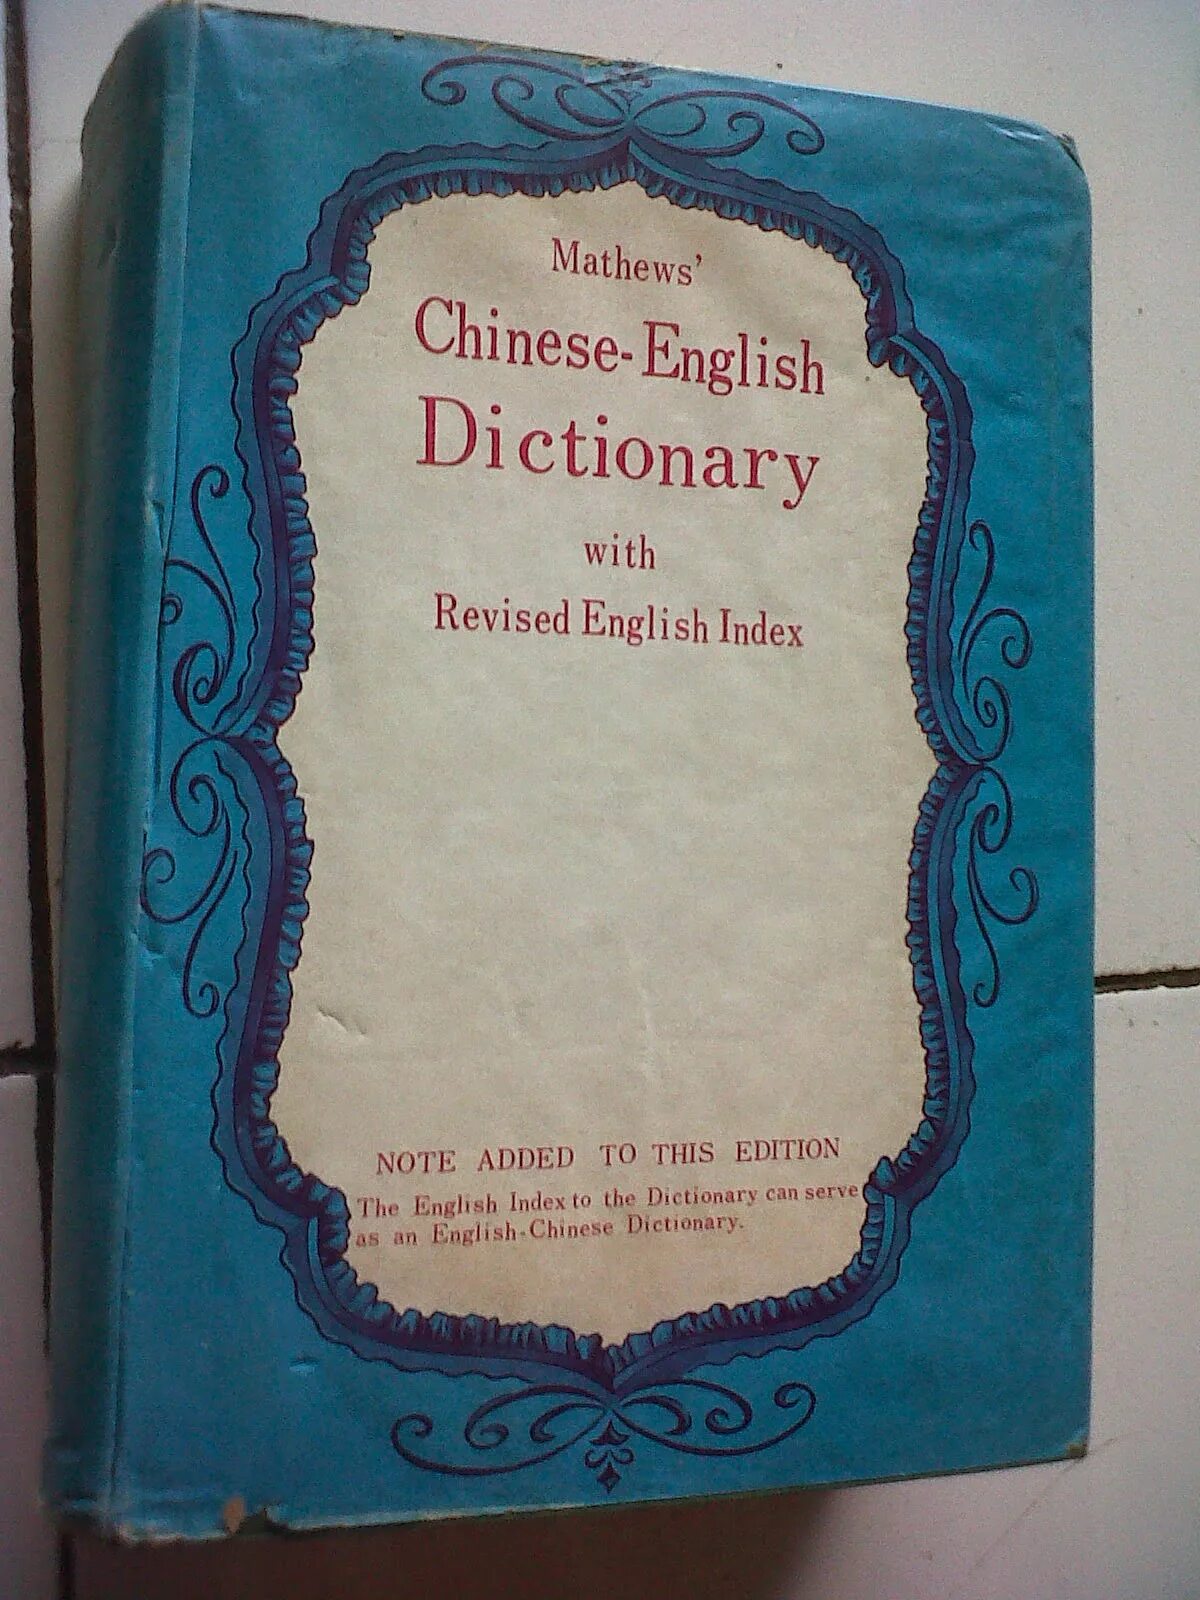 Mathews'
Chinese-English
Dictionary
with
Revised English Index
NOTE ADDED TO THIS EDITION
The English Index to the Dictionary can serve
as an English-Chinese Dictionary.